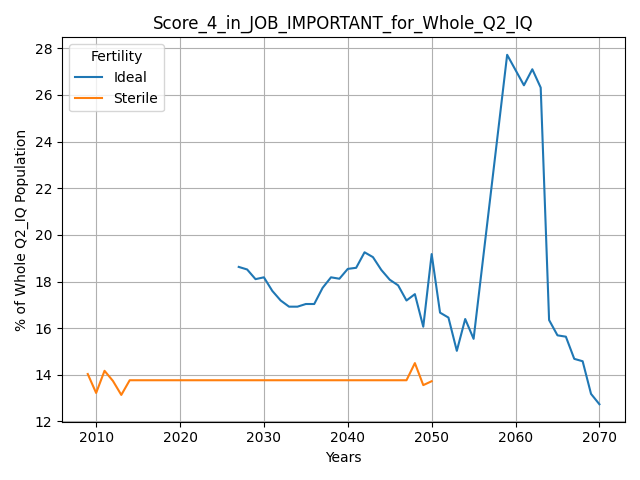 Score_4_in_JOB_IMPORTANT_for_Whole_Q2_IQ
Fertility
Ideal
Sterile
% of Whole Q2_IQ Population
28
26
24
22
20
18
16
14
12
2010 2020 2030 2040 2050 2060 2070
Years